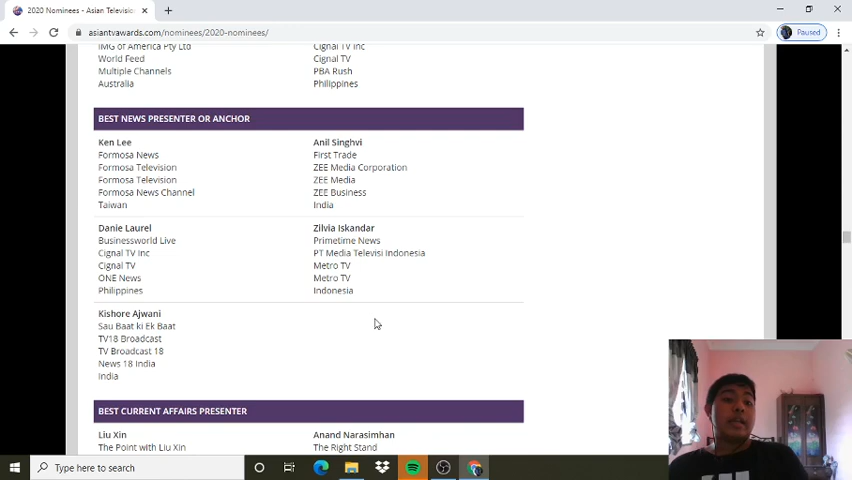 2020 Nominees - Asian Televisio
asiantvawards.com/nominees/2020-nominees/
Paused
IMG of America Pty Ltd
World Feed
Multiple Channels
Australia
Cignal TV Inc
Cignal TV
PBA Rush
Philippines
BEST NEWS PRESENTER OR ANCHOR
Ken Lee
Formosa News
Formosa Television
Formosa Television
Formosa News Channel
Taiwan
Anil Singhvi
First Trade
ZEE Media Corporation
ZEE Media
ZEE Business
India
Danie Laurel
Businessworld Live
Cignal TV Inc
Cignal TV
ONE News
Philippines
Zilvia Iskandar
Primetime News
PT Media Televisi Indonesia
Metro TV
Metro TV
Indonesia
Kishore Ajwani
Sau Baat ki Ek Baat
TV18 Broadcast
TV Broadcast 18
News 18 India
India
BEST CURRENT AFFAIRS PRESENTER
Liu Xin
The Point with Liu Xin
Anand Narasimhan
The Right Stand
Type here to search